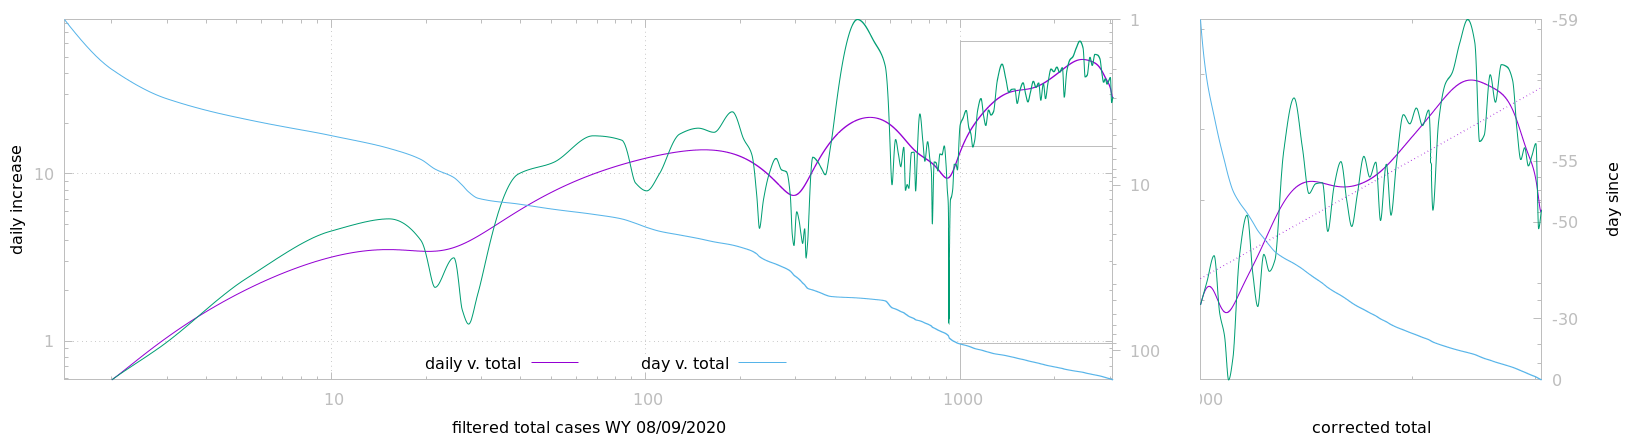 daily increase
10
1
daily v. total
day v. total
10
100
1000
filtered total cases WY 08/09/2020
1
10
100
000
corrected total
-59
-55
-50
-30
0
day since